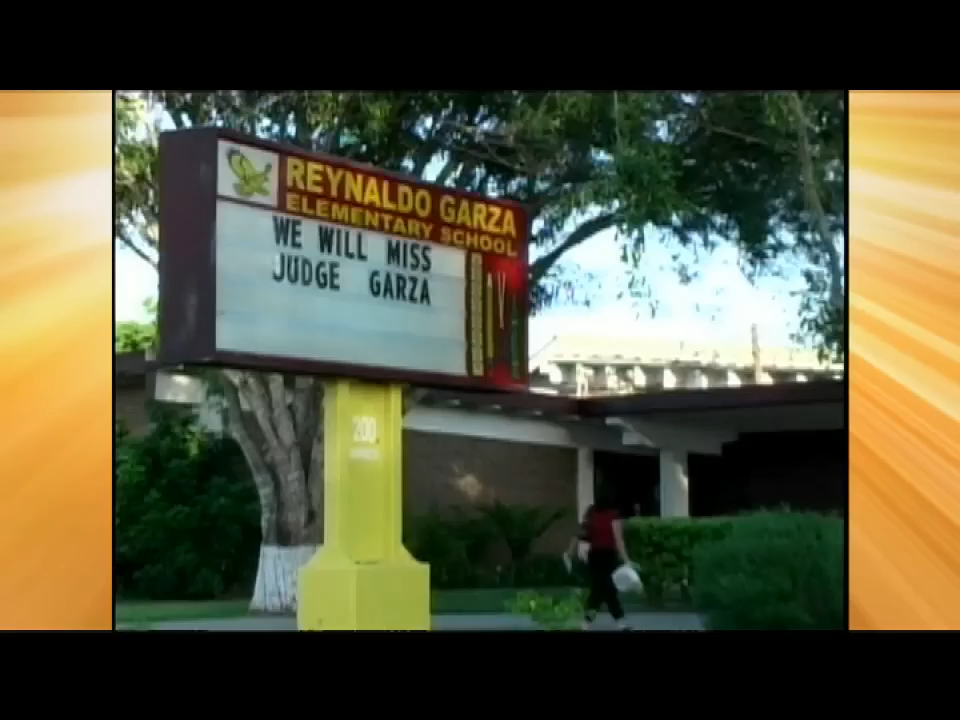 REYNALDO GARZA
ELEMENTARY SCHOOL
WE WILL MISS
JUDGE GARZA
200